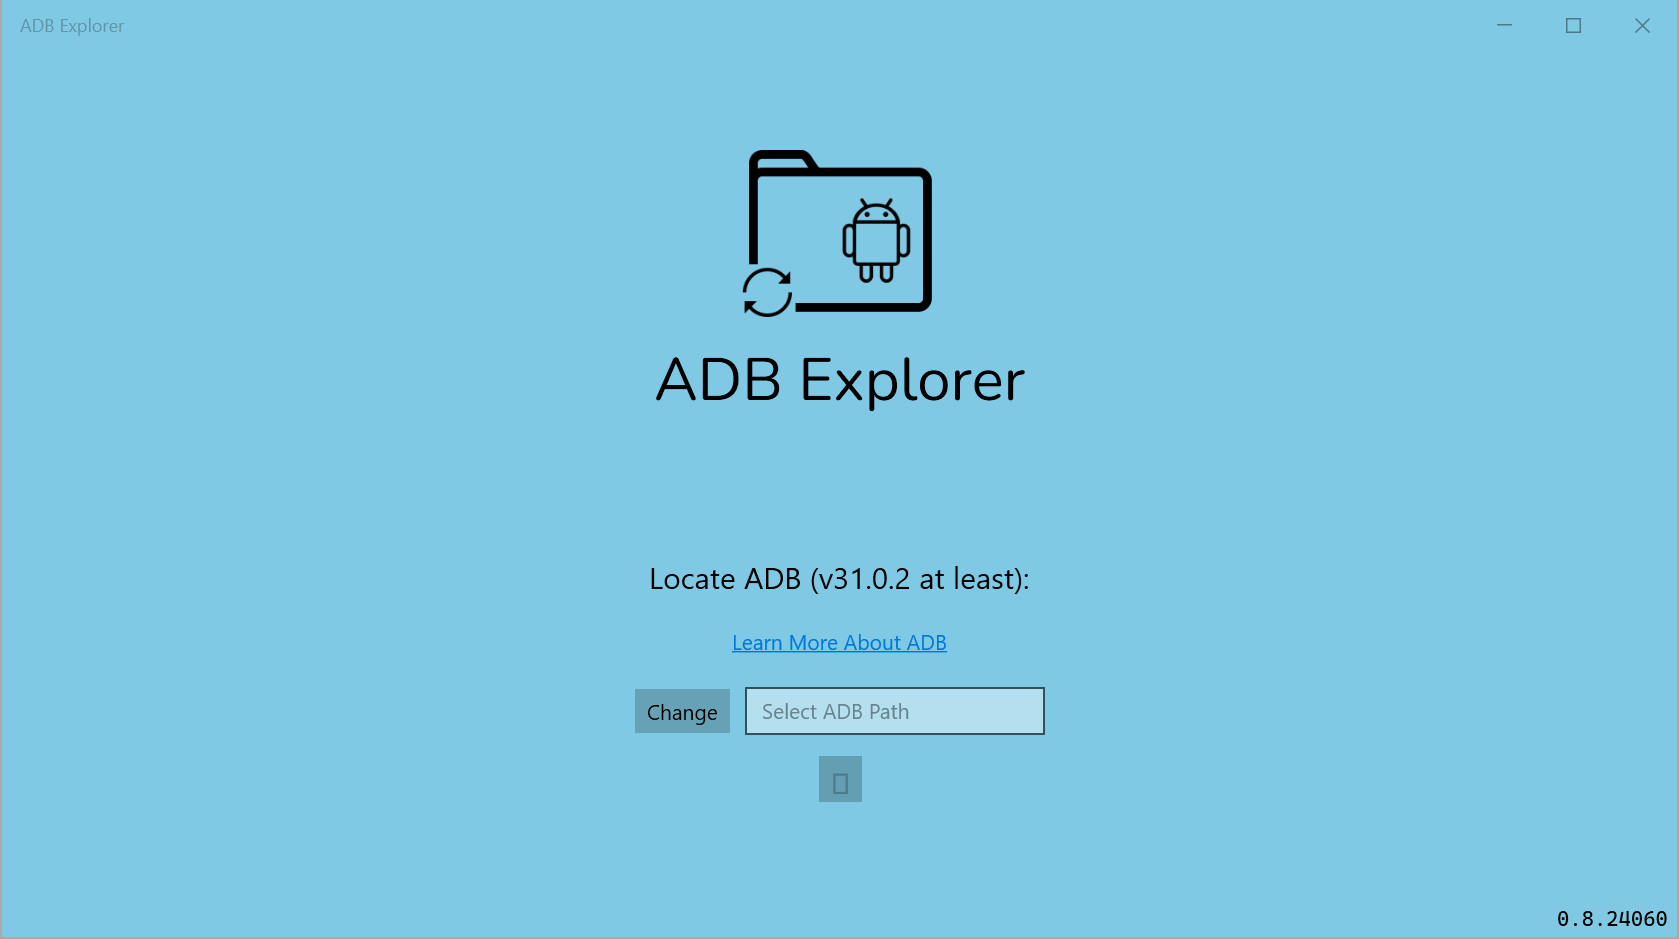 ADB Explorer
ADB Explorer
Locate ADB (v31.0.2 at least):
Learn More About ADB
Change
Select ADB Path
0.8.24060